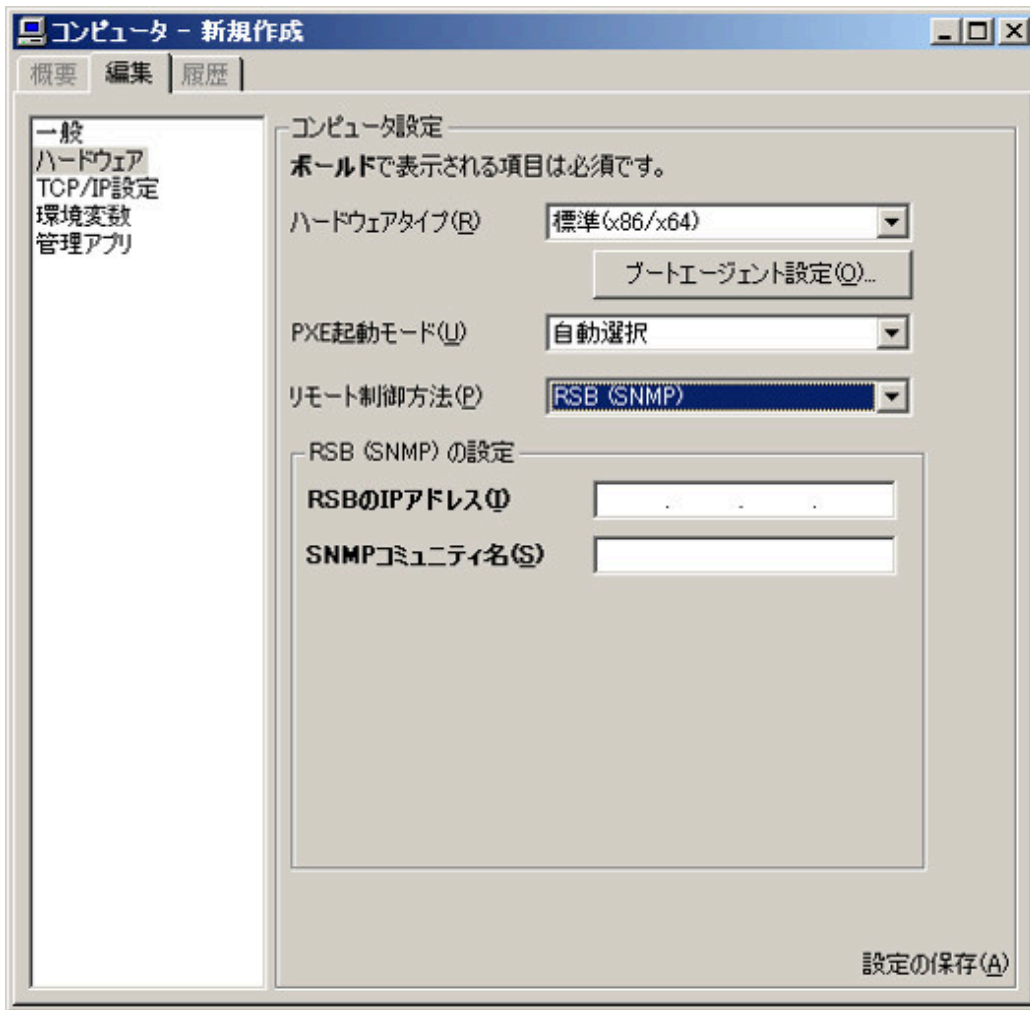 コンピュータ - 新規作成
概要 編集 履歴
一般
ハードウェア
TCP/IP設定
環境変数
管理アプリ
コンピュータ設定
ボールドで表示される項目は必須です。
ハードウェアタイプ(R) 標準(x86/x64)
ブートエージェント設定(O)...
PXE起動モード(U) 自動選択
リモート制御方法(P) RSB (SNMP)
RSB (SNMP) の設定
RSBのIPアドレス(I) . . .
SNMPコミュニティ名(S)
設定の保存(A)